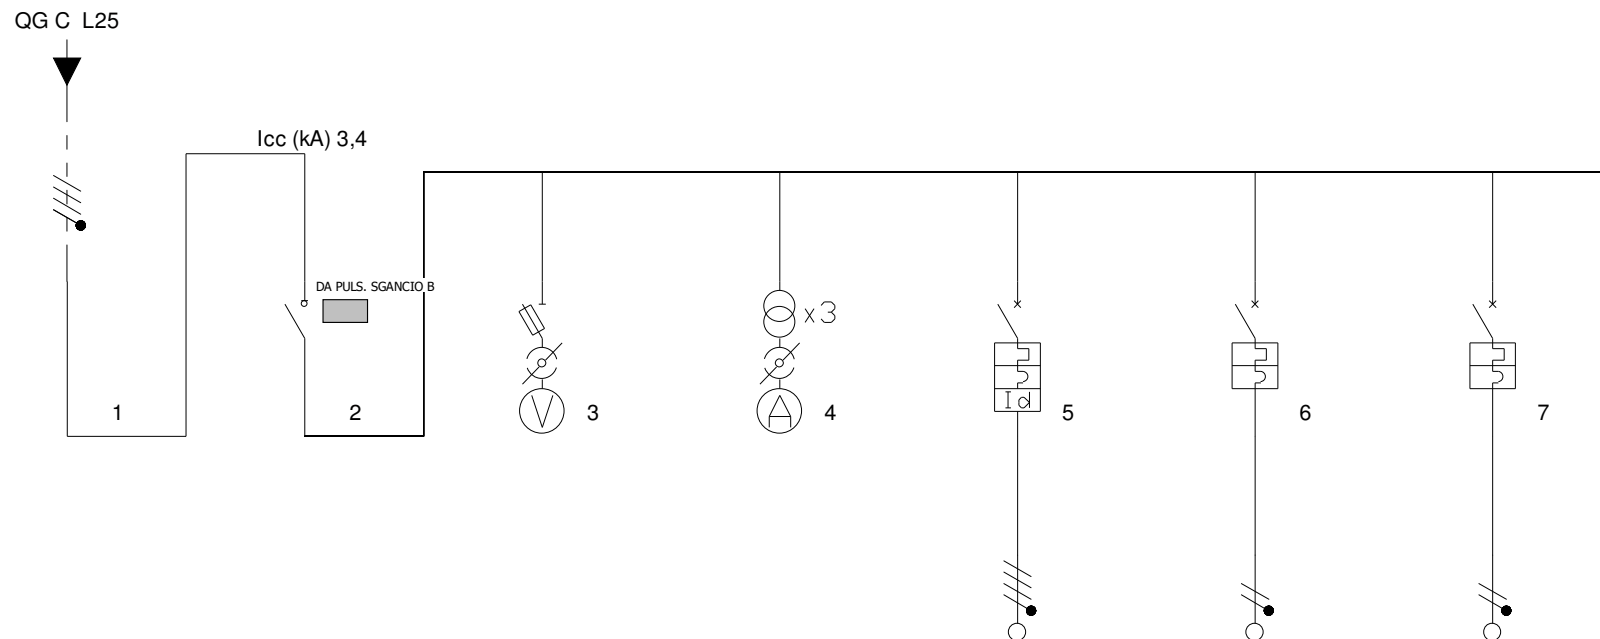 QG C L25
Icc (kA) 3,4
DA PULS. SGANCIO B
x3
Id
1
2
V
3
A
4
5
6
7